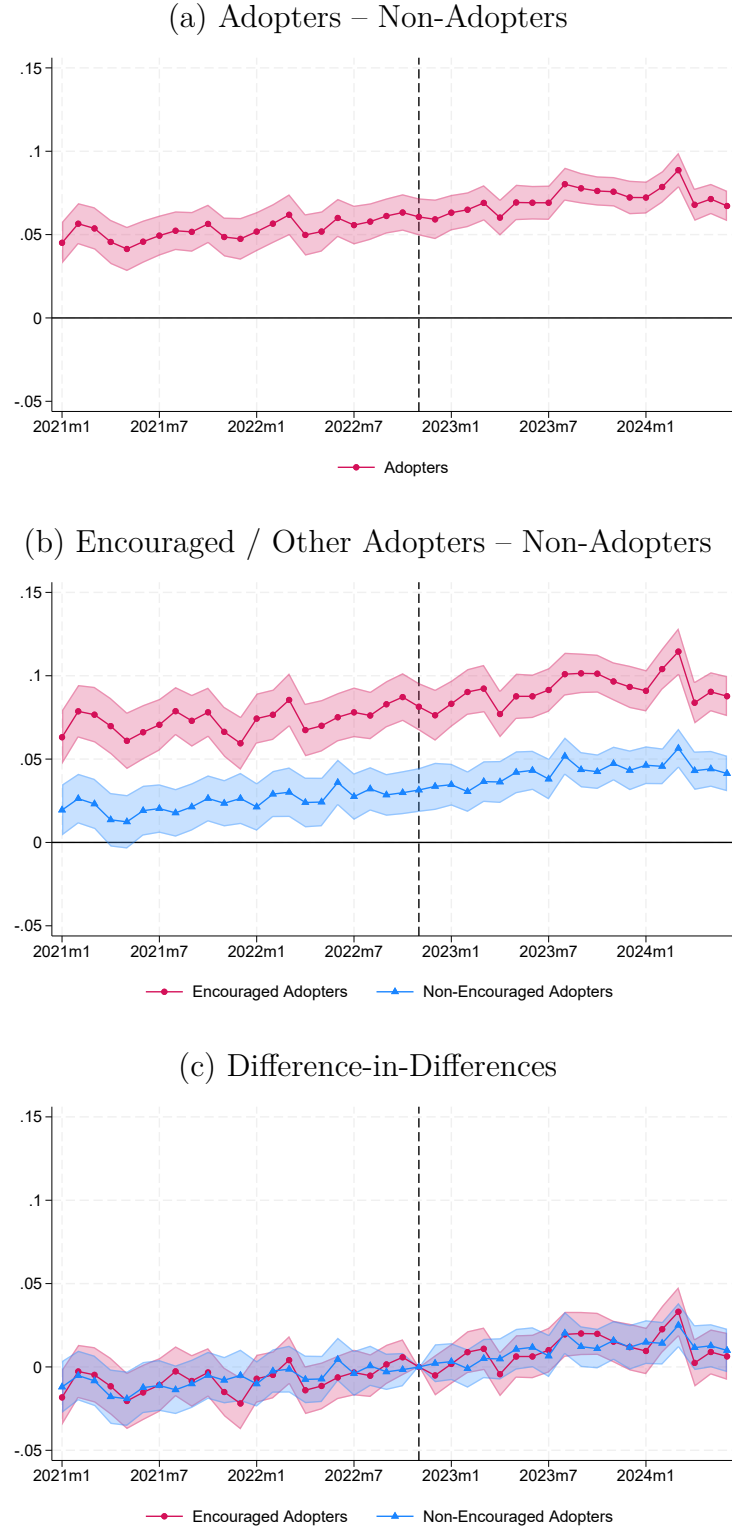 (a) Adopters – Non-Adopters
.15
.1
.05
0
-.05
2021m1 2021m7 2022m1 2022m7 2023m1 2023m7 2024m1
Adopters
(b) Encouraged / Other Adopters – Non-Adopters
.15
.1
.05
0
-.05
2021m1 2021m7 2022m1 2022m7 2023m1 2023m7 2024m1
Encouraged Adopters Non-Encouraged Adopters
(c) Difference-in-Differences
.15
.1
.05
0
-.05
2021m1 2021m7 2022m1 2022m7 2023m1 2023m7 2024m1
Encouraged Adopters Non-Encouraged Adopters